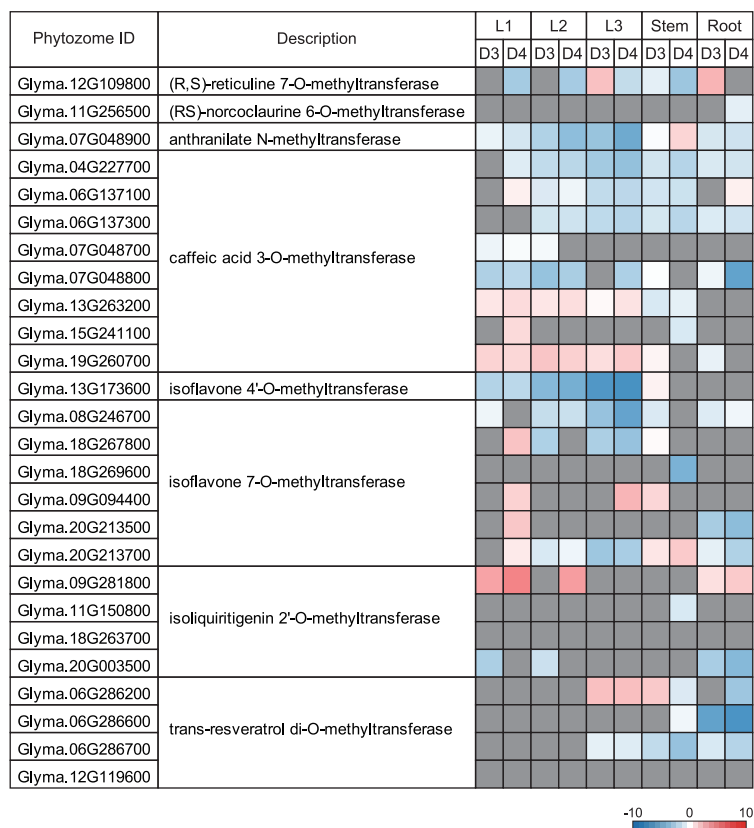 Phytozome ID Description L1 L2 L3 Stem Root
D3 D4 D3 D4 D3 D4 D3 D4 D3 D4
Glyma.12G109800 (R,S)-reticuline 7-O-methyltransferase
Glyma.11G256500 (RS)-norcoclaurine 6-O-methyltransferase
Glyma.07G048900 anthranilate N-methyltransferase
Glyma.04G227700
Glyma.06G137100
Glyma.06G137300
Glyma.07G048700
caffeic acid 3-O-methyltransferase
Glyma.07G048800
Glyma.13G263200
Glyma.15G241100
Glyma.19G260700
Glyma.13G173600 isoflavone 4'-O-methyltransferase
Glyma.08G246700
Glyma.18G267800
Glyma.18G269600
isoflavone 7-O-methyltransferase
Glyma.09G094400
Glyma.20G213500
Glyma.20G213700
Glyma.09G281800
Glyma.11G150800
isoliquiritigenin 2'-O-methyltransferase
Glyma.18G263700
Glyma.20G003500
Glyma.06G286200
Glyma.06G286600
trans-resveratrol di-O-methyltransferase
Glyma.06G286700
Glyma.12G119600
-10 0 10